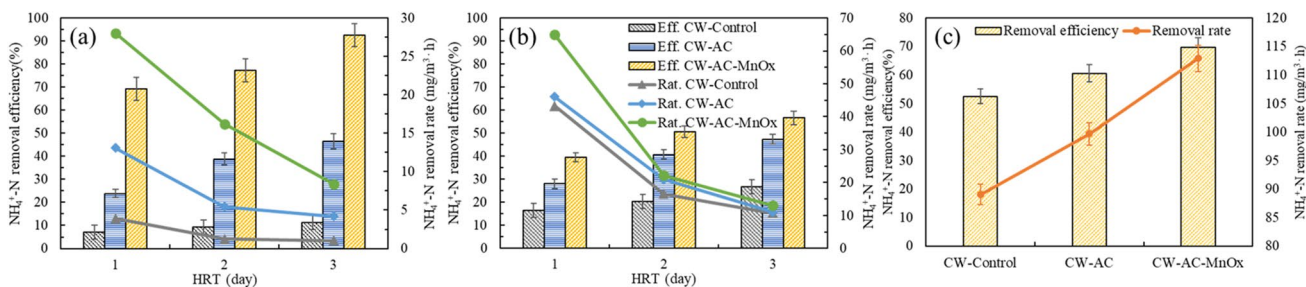 (a)
NH₄⁺-N removal efficiency(%)
100
90
80
70
60
50
40
30
20
10
0
1
2
3
HRT (day)
30
25
20
15
10
5
0
NH₄⁺-N removal rate (mg/m³·h)
(b)
NH₄⁺-N removal efficiency(%)
100
90
80
70
60
50
40
30
20
10
0
Eff. CW-Control
Eff. CW-AC
Eff. CW-AC-MnOx
Rat. CW-Control
Rat. CW-AC
Rat. CW-AC-MnOx
1
2
3
HRT (day)
70
60
50
40
30
20
10
0
NH₄⁺-N removal rate (mg/m³·h)
(c)
NH₄⁺-N removal efficiency(%)
80
70
60
50
40
30
20
10
0
Removal efficiency
Removal rate
CW-Control
CW-AC
CW-AC-MnOx
120
115
110
105
100
95
90
85
80
NH₄⁺-N removal rate (mg/m³·h)